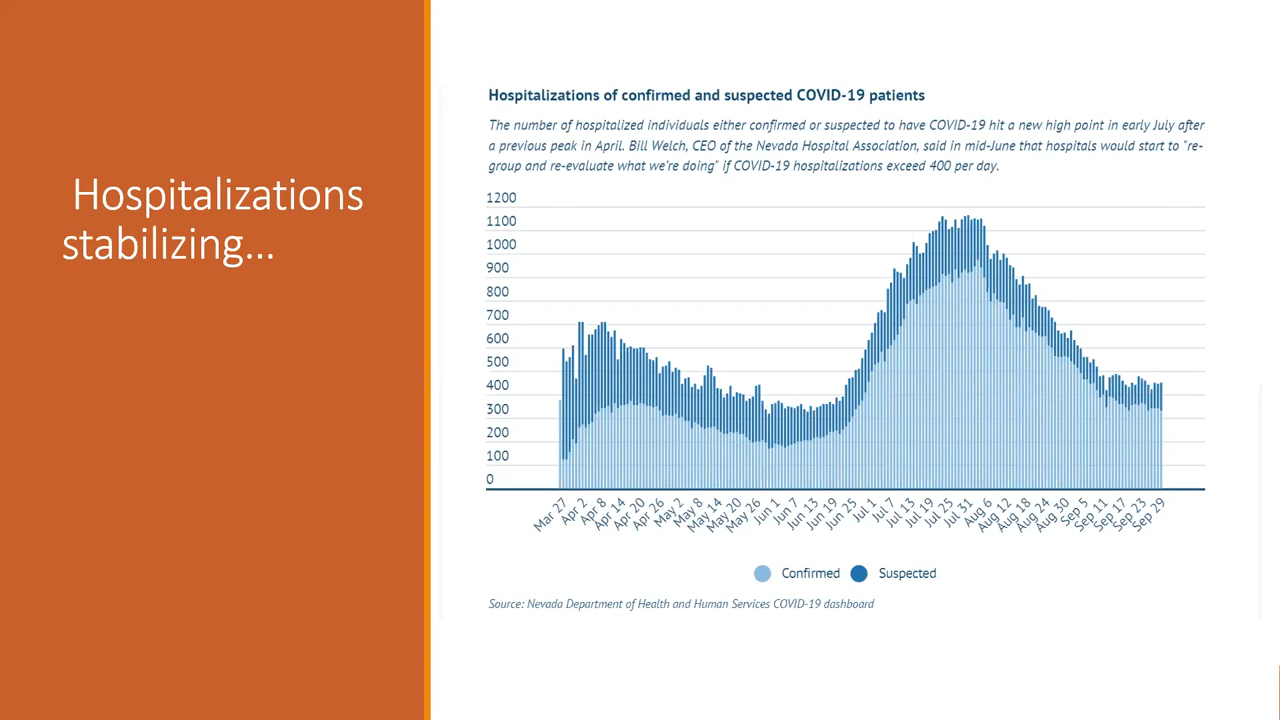 Hospitalizations
stabilizing...
Hospitalizations of confirmed and suspected COVID-19 patients
The number of hospitalized individuals either confirmed or suspected to have COVID-19 hit a new high point in early July after
a previous peak in April. Bill Welch, CEO of the Nevada Hospital Association, said in mid-June that hospitals would start to "re-
group and re-evaluate what we're doing" if COVID-19 hospitalizations exceed 400 per day.
1200
1100
1000
900
800
700
600
500
400
300
200
100
0
Mar 27 Apr 2 Apr 8 Apr 14 Apr 20 Apr 26 May 2 May 8 May 14 May 20 May 26 Jun 1 Jun 7 Jun 13 Jun 19 Jun 25 Jul 1 Jul 7 Jul 13 Jul 19 Jul 25 Jul 31 Aug 6 Aug 12 Aug 18 Aug 24 Aug 30 Sep 5 Sep 11 Sep 17 Sep 23 Sep 29
Confirmed Suspected
Source: Nevada Department of Health and Human Services COVID-19 dashboard